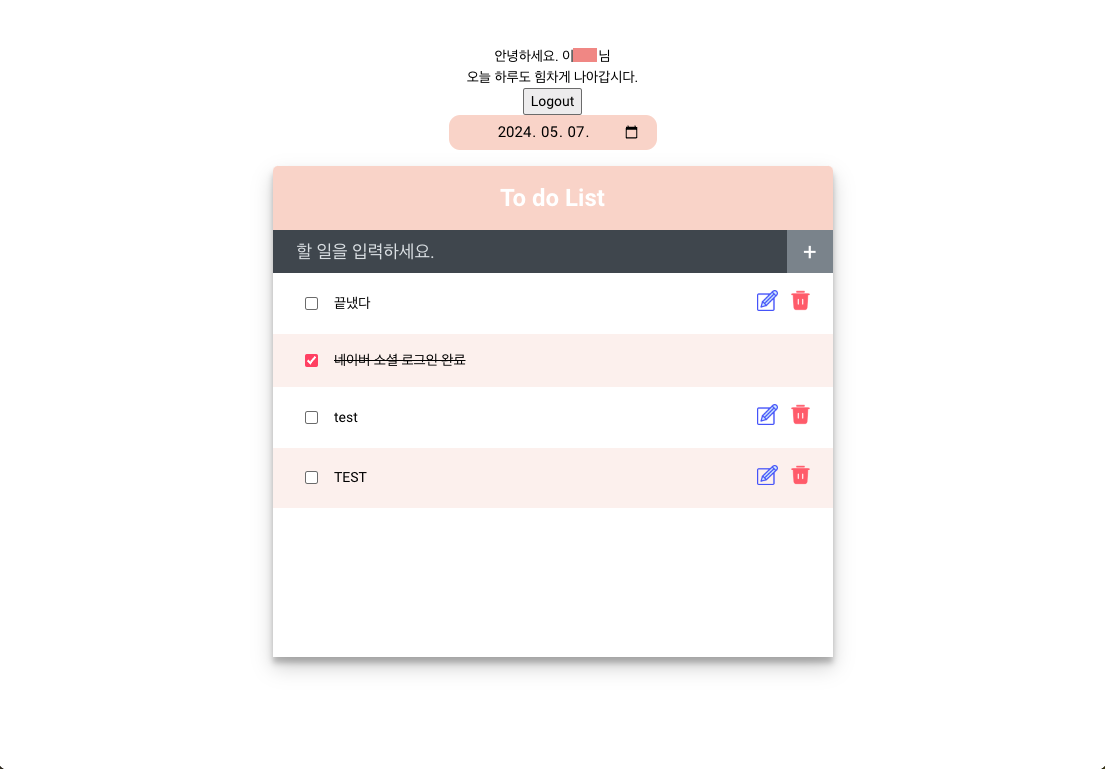 안녕하세요. 이 님
오늘 하루도 힘차게 나아갑시다.
Logout
2024. 05. 07.
To do List
할 일을 입력하세요.
+
끝냈다
네이버 소셜 로그인 완료
test
TEST